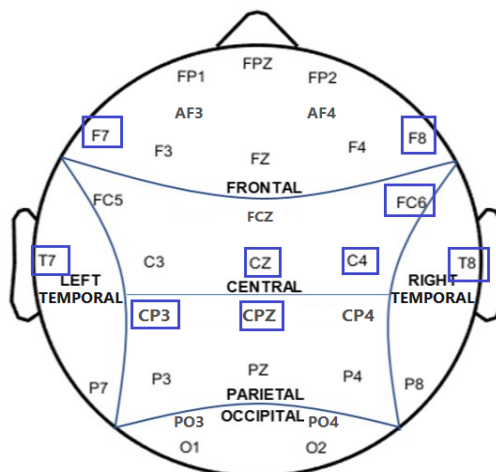 FPZ
FP1 FP2
AF3 AF4
F7 F8
F3 FZ F4
FRONTAL
FC5 FC6
FCZ
T7 C3 CZ C4 T8
LEFT CENTRAL RIGHT
TEMPORAL TEMPORAL
CP3 CPZ CP4
P7 P3 PZ P4 P8
PARIETAL
OCCIPITAL
PO3 PO4
O1 O2